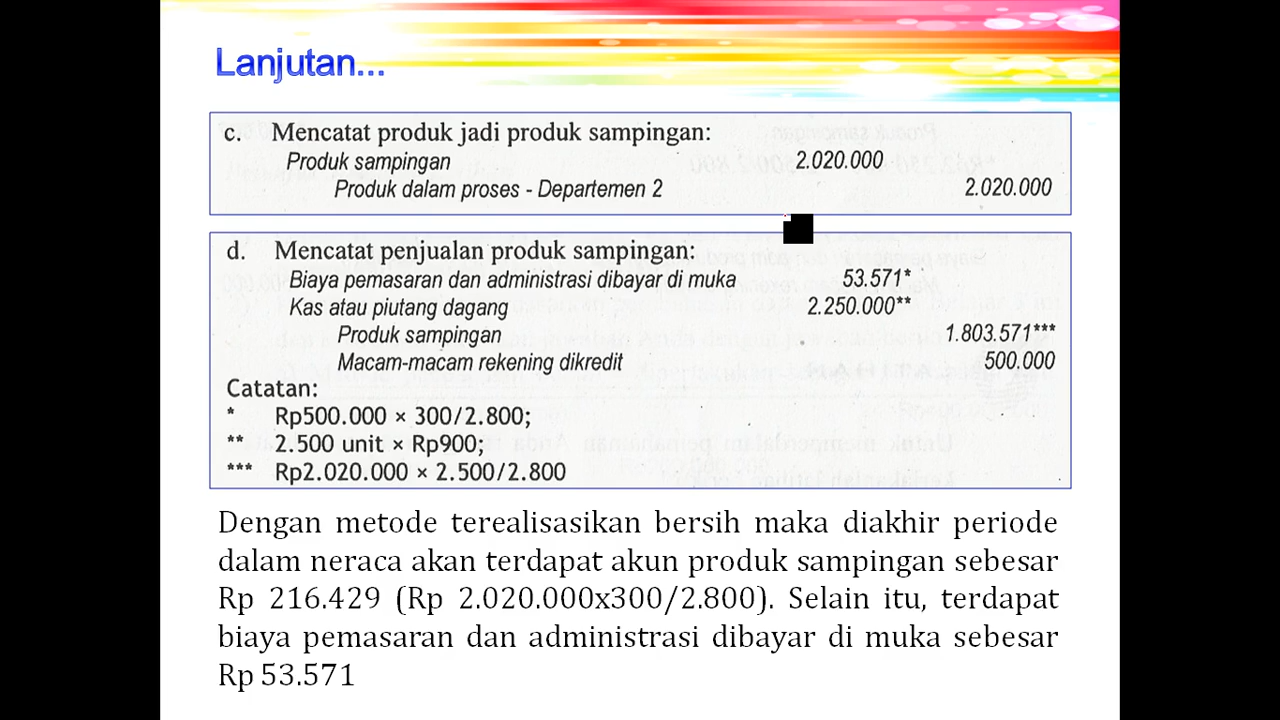 Lanjutan...
c. Mencatat produk jadi produk sampingan:
Produk sampingan 2.020.000
Produk dalam proses - Departemen 2 2.020.000
d. Mencatat penjualan produk sampingan:
Biaya pemasaran dan administrasi dibayar di muka 53.571*
Kas atau piutang dagang 2.250.000**
Produk sampingan 1.803.571***
Macam-macam rekening dikredit 500,000
Catatan:
* Rp500.000 × 300/2.800;
** 2.500 unit × Rp900;
*** Rp2.020.000 × 2.500/2.800
Dengan metode terealisasikan bersih maka diakhir periode
dalam neraca akan terdapat akun produk sampingan sebesar
Rp 216.429 (Rp 2.020.000x300/2.800). Selain itu, terdapat
biaya pemasaran dan administrasi dibayar di muka sebesar
Rp 53.571